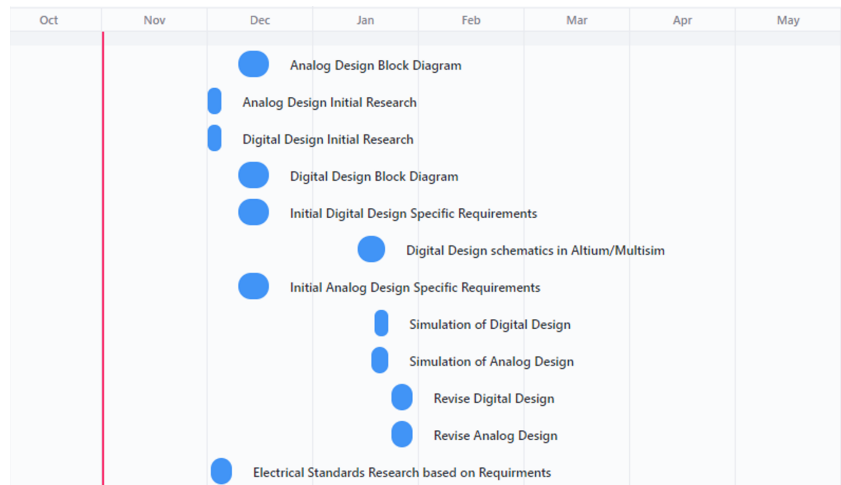 Oct Nov Dec Jan Feb Mar Apr May
Analog Design Block Diagram
Analog Design Initial Research
Digital Design Initial Research
Digital Design Block Diagram
Initial Digital Design Specific Requirements
Digital Design schematics in Altium/Multisim
Initial Analog Design Specific Requirements
Simulation of Digital Design
Simulation of Analog Design
Revise Digital Design
Revise Analog Design
Electrical Standards Research based on Requirments